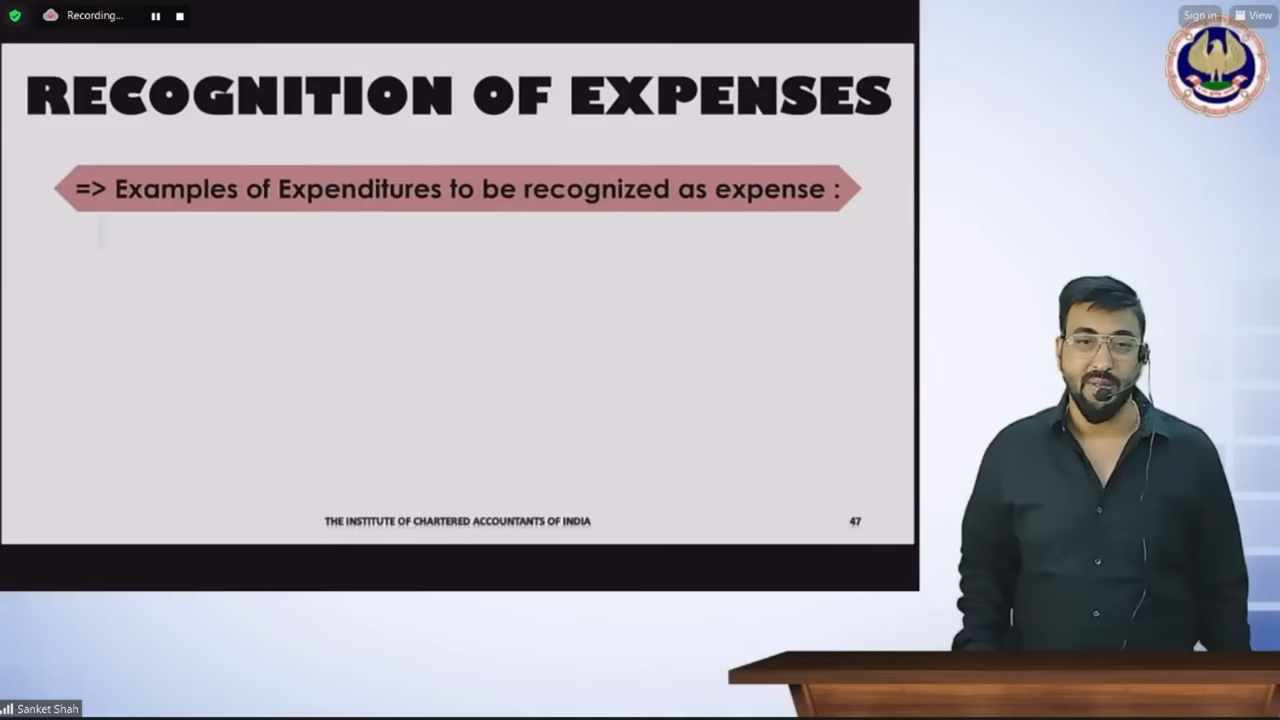 Recording...
Sign in
View
RECOGNITION OF EXPENSES
=> Examples of Expenditures to be recognized as expense :
THE INSTITUTE OF CHARTERED ACCOUNTANTS OF INDIA
47
Sanket Shah